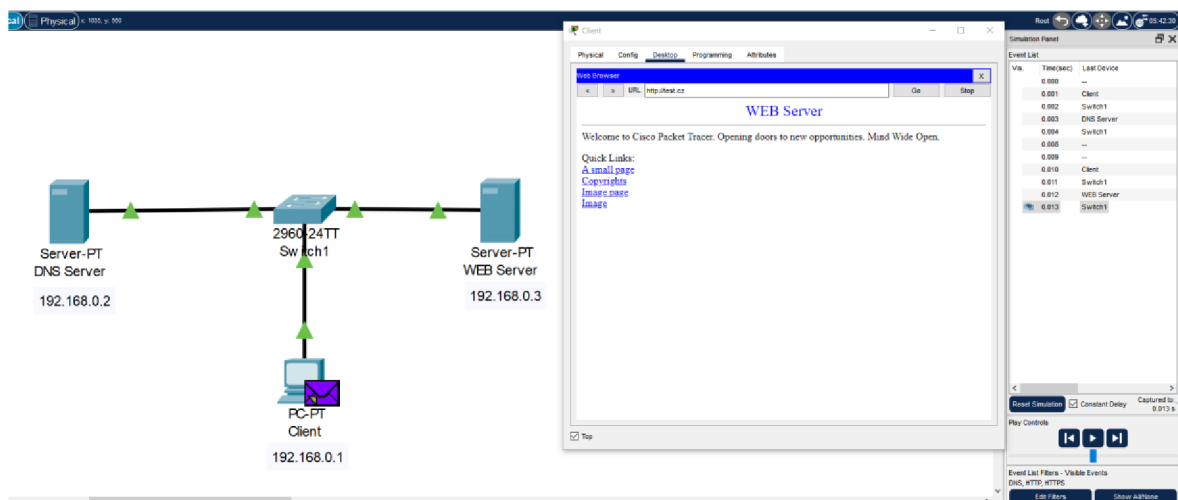 Physical x: 1035, y: 560
Root 05:42:30
Server-PT
DNS Server
192.168.0.2
2960-24TT
Switch1
Server-PT
WEB Server
192.168.0.3
PC-PT
Client
192.168.0.1
Client
Physical Config Desktop Programming Attributes
Web Browser X
< > URL http://test.cz Go Stop
WEB Server
Welcome to Cisco Packet Tracer. Opening doors to new opportunities. Mind Wide Open.
Quick Links:
A small page
Copyrights
Image page
Image
Top
Simulation Panel
Event List
Vis. Time(sec) Last Device
0.000 --
0.001 Client
0.002 Switch1
0.003 DNS Server
0.004 Switch1
0.008 --
0.009 --
0.010 Client
0.011 Switch1
0.012 WEB Server
0.013 Switch1
Reset Simulation Constant Delay Captured to:
0.013 s
Play Controls
Event List Filters - Visible Events
DNS, HTTP, HTTPS
Edit Filters Show All/None